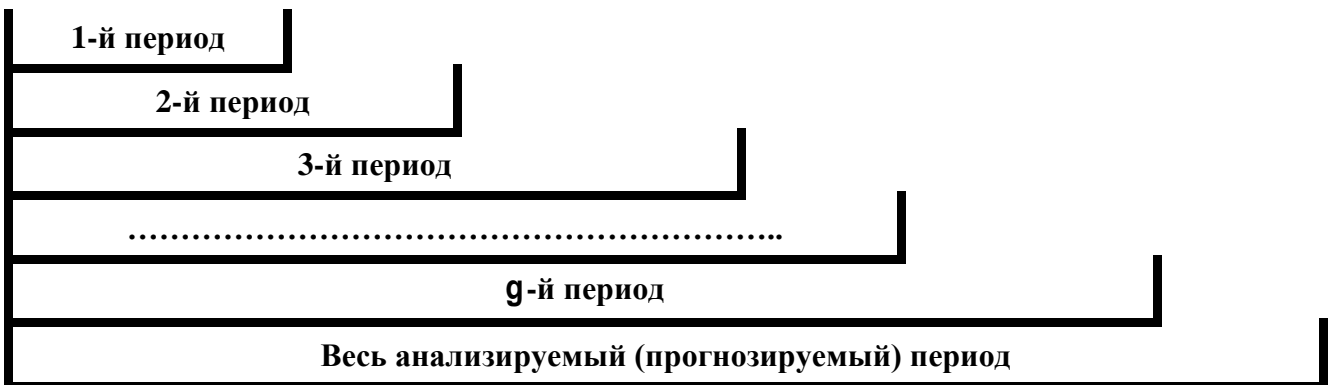 1-й период
2-й период
3-й период
…………………………………………………………..
g-й период
Весь анализируемый (прогнозируемый) период